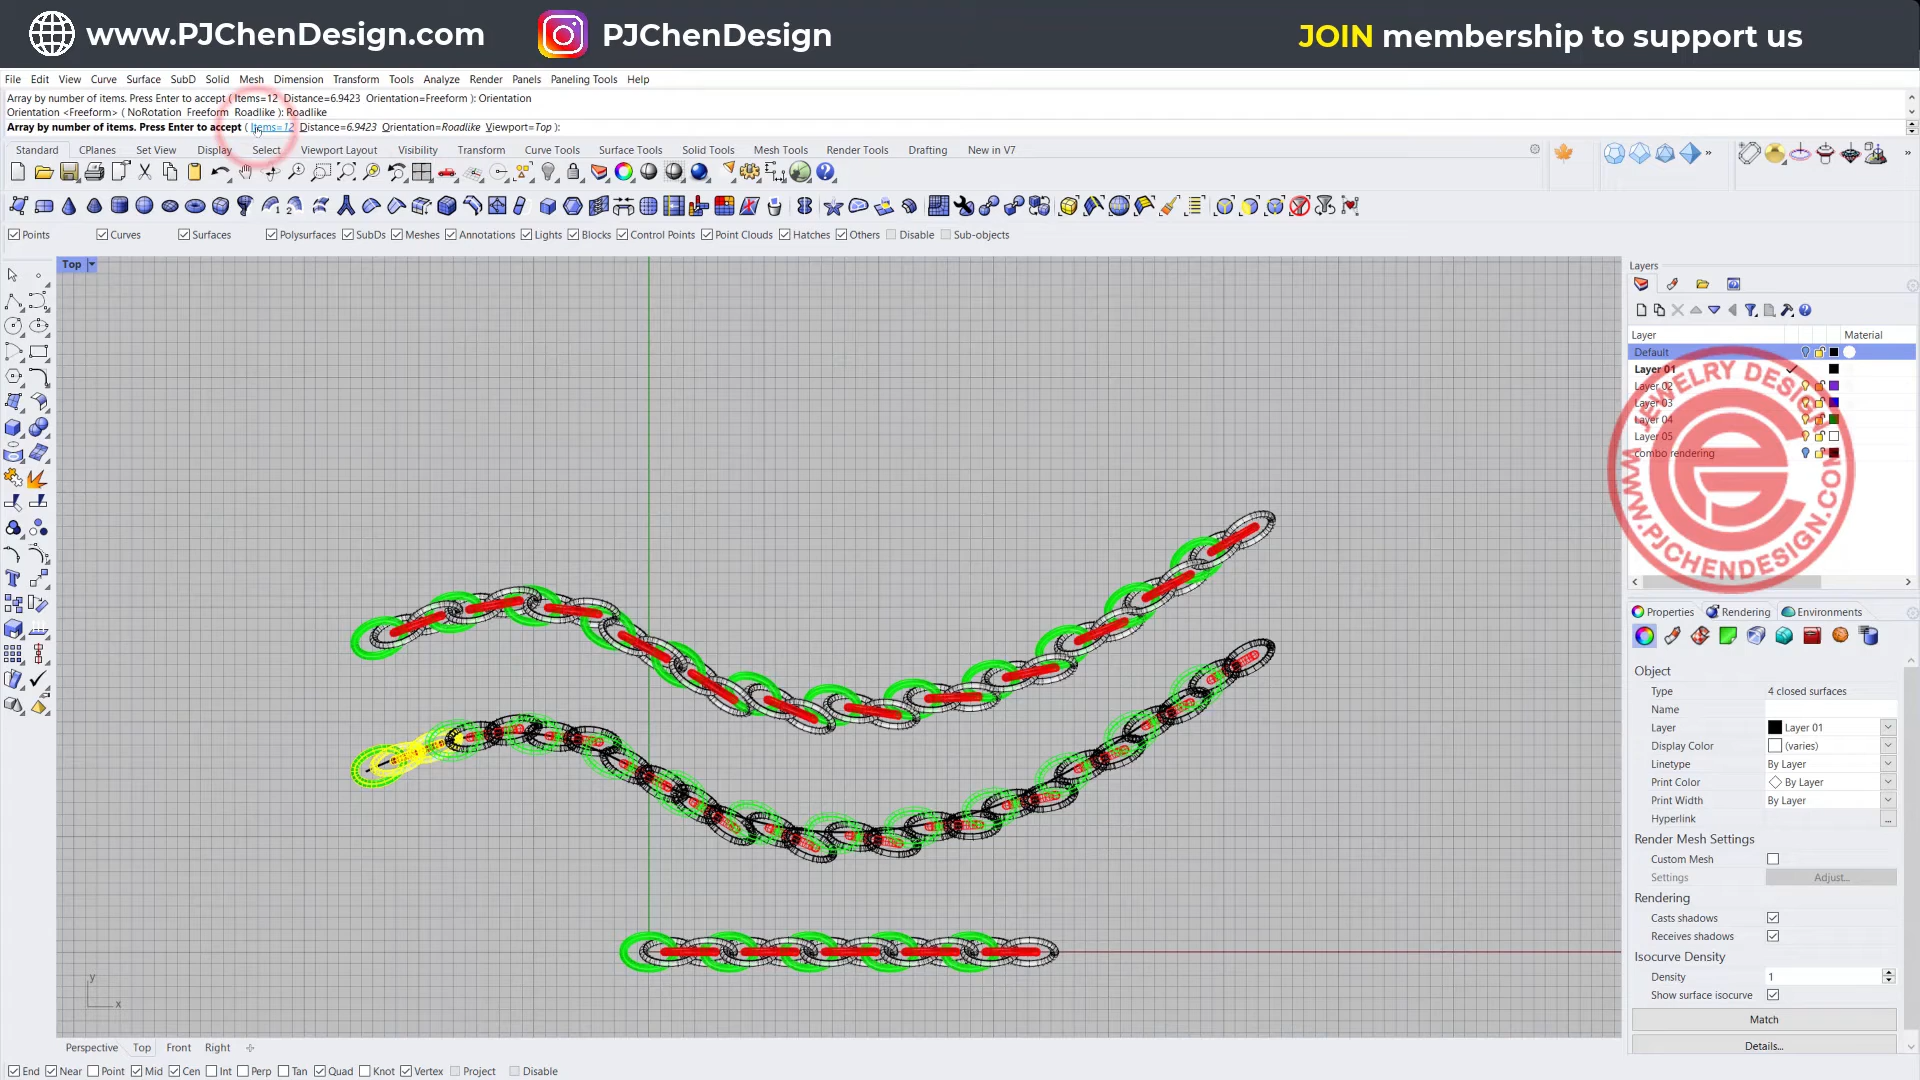 www.PJChenDesign.com
PJChenDesign
JOIN membership to support us
File Edit View Curve Surface SubD Solid Mesh Dimension Transform Tools Analyze Render Panels Paneling Tools Help
Array by number of items. Press Enter to accept ( Items=12 Distance=6.9423 Orientation=Freeform ): Orientation
Orientation <Freeform> ( NoRotation Freeform Roadlike ): Roadlike
Array by number of items. Press Enter to accept ( Items=12 Distance=6.9423 Orientation=Roadlike Viewport=Top ):
Standard CPlanes Set View Display Select Viewport Layout Visibility Transform Curve Tools Surface Tools Solid Tools Mesh Tools Render Tools Drafting New in V7
Points Curves Surfaces Polysurfaces SubDs Meshes Annotations Lights Blocks Control Points Point Clouds Hatches Others Disable Sub-objects
Top
Layers
Layer Material
Default
Layer 01
Layer 02
Layer 03
Layer 04
Layer 05
combo rendering
JEWELRY DESIGN
WWW.PJCHENDESIGN.COM
Properties Rendering Environments
Object
Type 4 closed surfaces
Name
Layer Layer 01
Display Color (varies)
Linetype By Layer
Print Color By Layer
Print Width By Layer
Hyperlink ...
Render Mesh Settings
Custom Mesh
Settings Adjust...
Rendering
Casts shadows
Receives shadows
Isocurve Density
Density 1
Show surface isocurve
Match
Details...
y
x
Perspective Top Front Right
End Near Point Mid Cen Int Perp Tan Quad Knot Vertex Project Disable